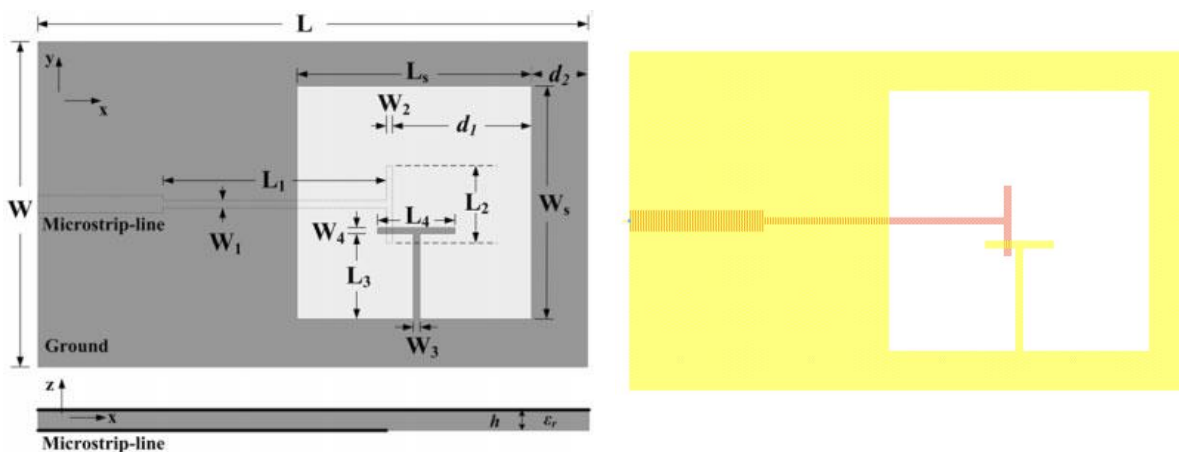 L
y
x
Lₛ
d₂
W₂
d₁
L₁
L₂
Wₛ
W
Microstrip-line
W₁
W₄
L₄
L₃
W₃
Ground
z
x
h
εᵣ
Microstrip-line